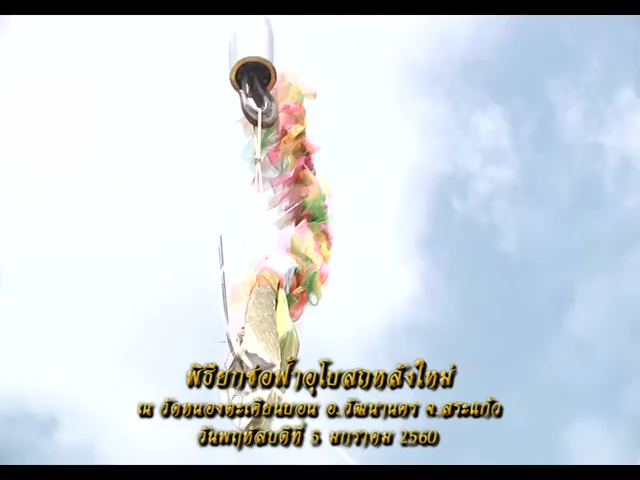 พิธียกช่อฟ้าอุโบสถหลังใหม่
ณ วัดหนองตะเคียนบอน อ.วัฒนานคร จ.สระแก้ว
วันพฤหัสบดีที่ 5 มกราคม 2560